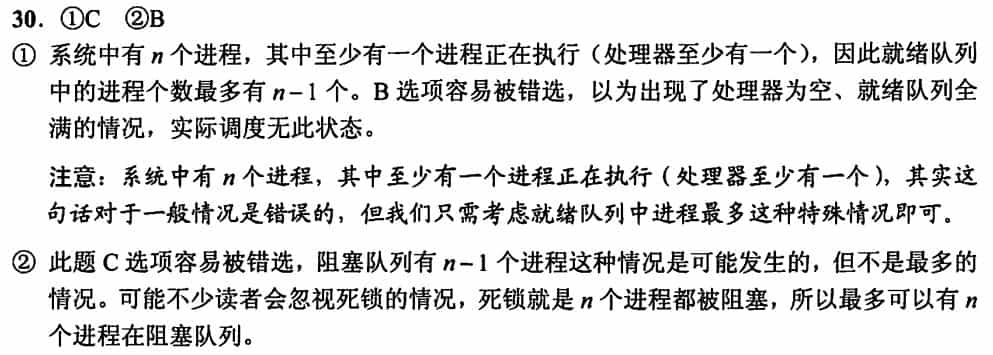 30. ①C ②B
① 系统中有 n 个进程，其中至少有一个进程正在执行（处理器至少有一个），因此就绪队列
中的进程个数最多有 n−1 个。B 选项容易被错选，以为出现了处理器为空、就绪队列全
满的情况，实际调度无此状态。
注意：系统中有 n 个进程，其中至少有一个进程正在执行（处理器至少有一个），其实这
句话对于一般情况是错误的，但我们只需考虑就绪队列中进程最多这种特殊情况即可。
② 此题 C 选项容易被错选，阻塞队列有 n−1 个进程这种情况是可能发生的，但不是最多的
情况。可能不少读者会忽视死锁的情况，死锁就是 n 个进程都被阻塞，所以最多可以有 n
个进程在阻塞队列。